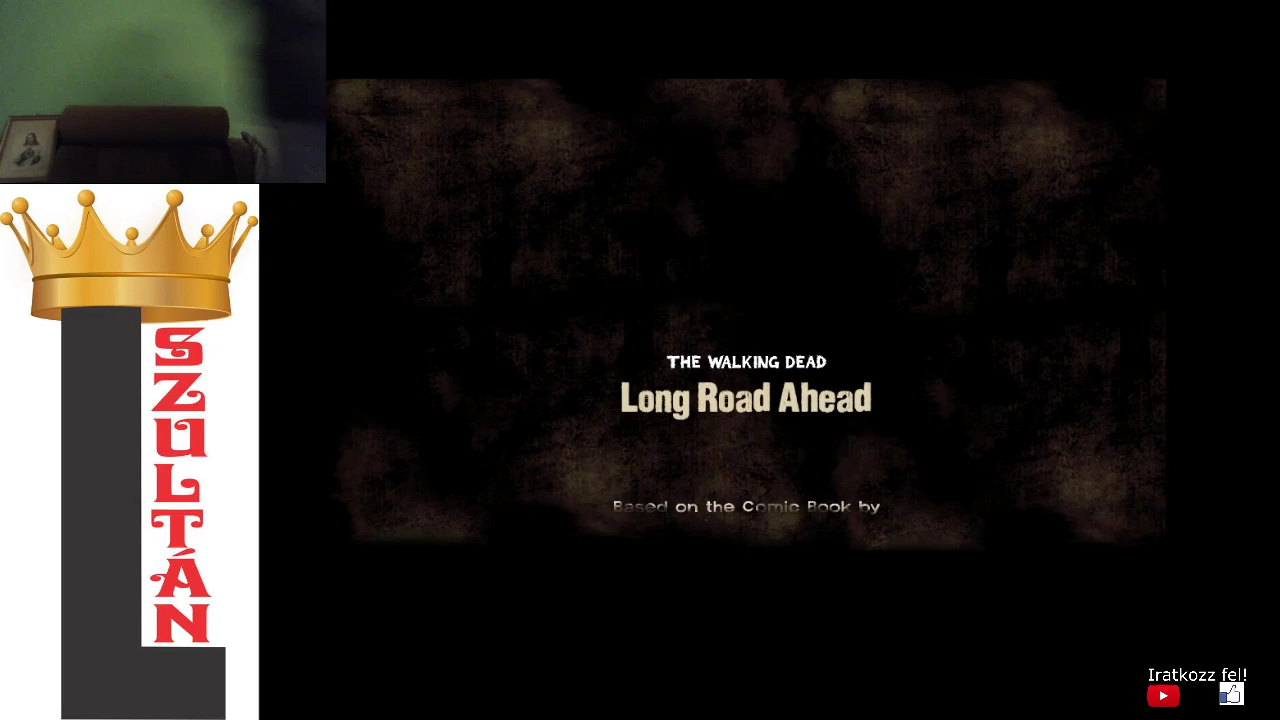 L
SZULTÁN
THE WALKING DEAD
Long Road Ahead
Based on the Comic Book by
Iratkozz fel!